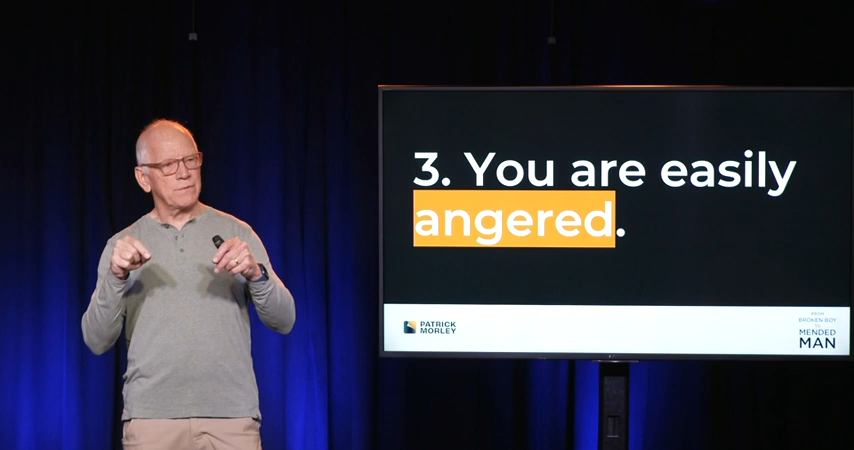 3. You are easily
angered.
PATRICK
MORLEY
FROM
BROKEN BOY
TO
MENDED
MAN